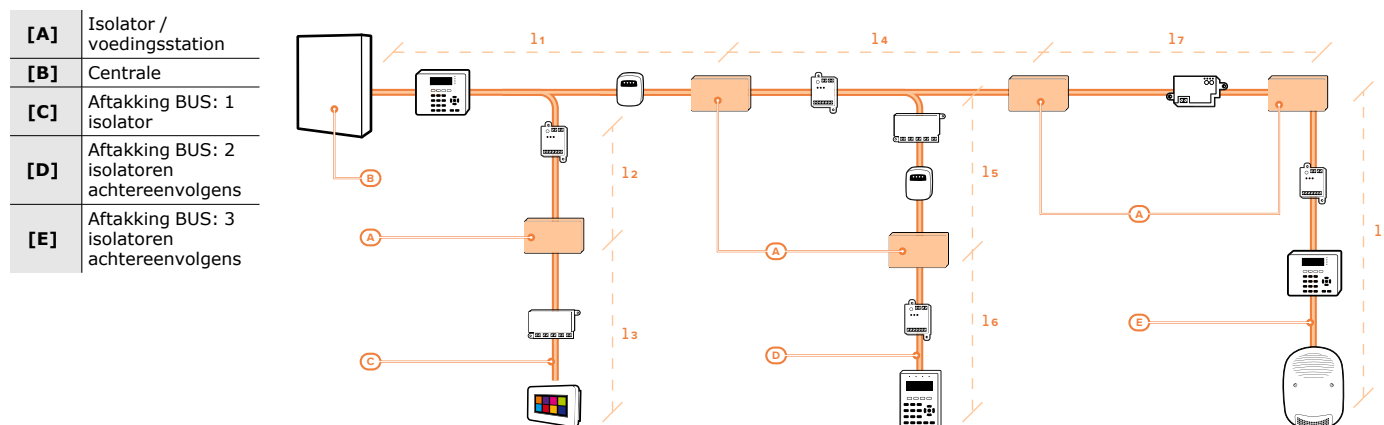 [A] Isolator /
voedingsstation
[B] Centrale
[C] Aftakking BUS: 1
isolator
[D] Aftakking BUS: 2
isolatoren
achtereenvolgens
[E] Aftakking BUS: 3
isolatoren
achtereenvolgens
l1 l4 l7
l2 l5
B
A A A
l
l3 l6
C D E